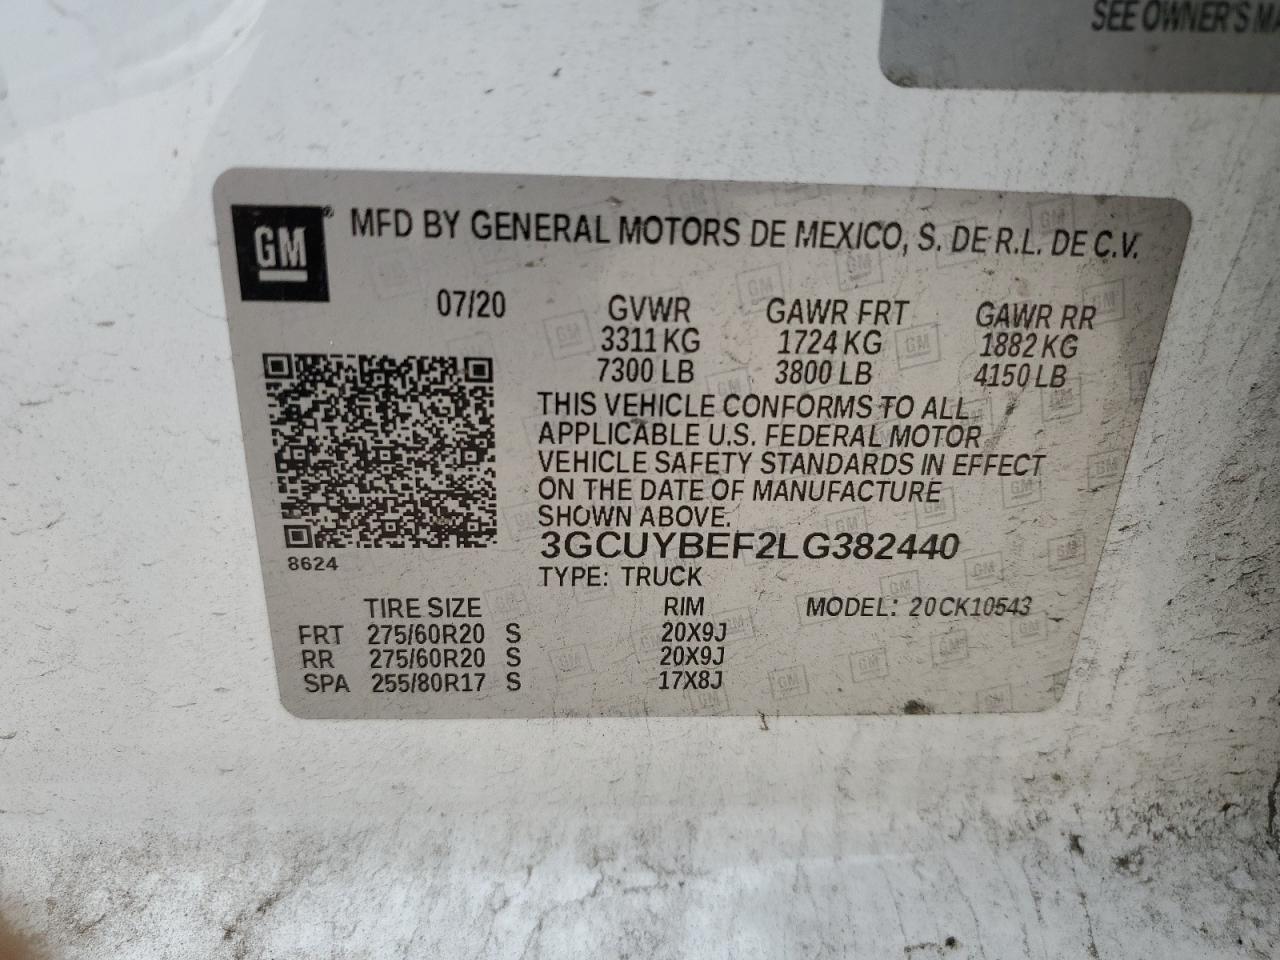 SEE OWNER'S
GM
MFD BY GENERAL MOTORS DE MEXICO, S. DE R.L. DE C.V.
07/20 GVWR GAWR FRT GAWR RR
3311 KG 1724 KG 1882 KG
7300 LB 3800 LB 4150 LB
THIS VEHICLE CONFORMS TO ALL
APPLICABLE U.S. FEDERAL MOTOR
VEHICLE SAFETY STANDARDS IN EFFECT
ON THE DATE OF MANUFACTURE
SHOWN ABOVE.
3GCUYBEF2LG382440
8624
TYPE: TRUCK
TIRE SIZE RIM MODEL: 20CK10543
FRT 275/60R20 S 20X9J
RR 275/60R20 S 20X9J
SPA 255/80R17 S 17X8J